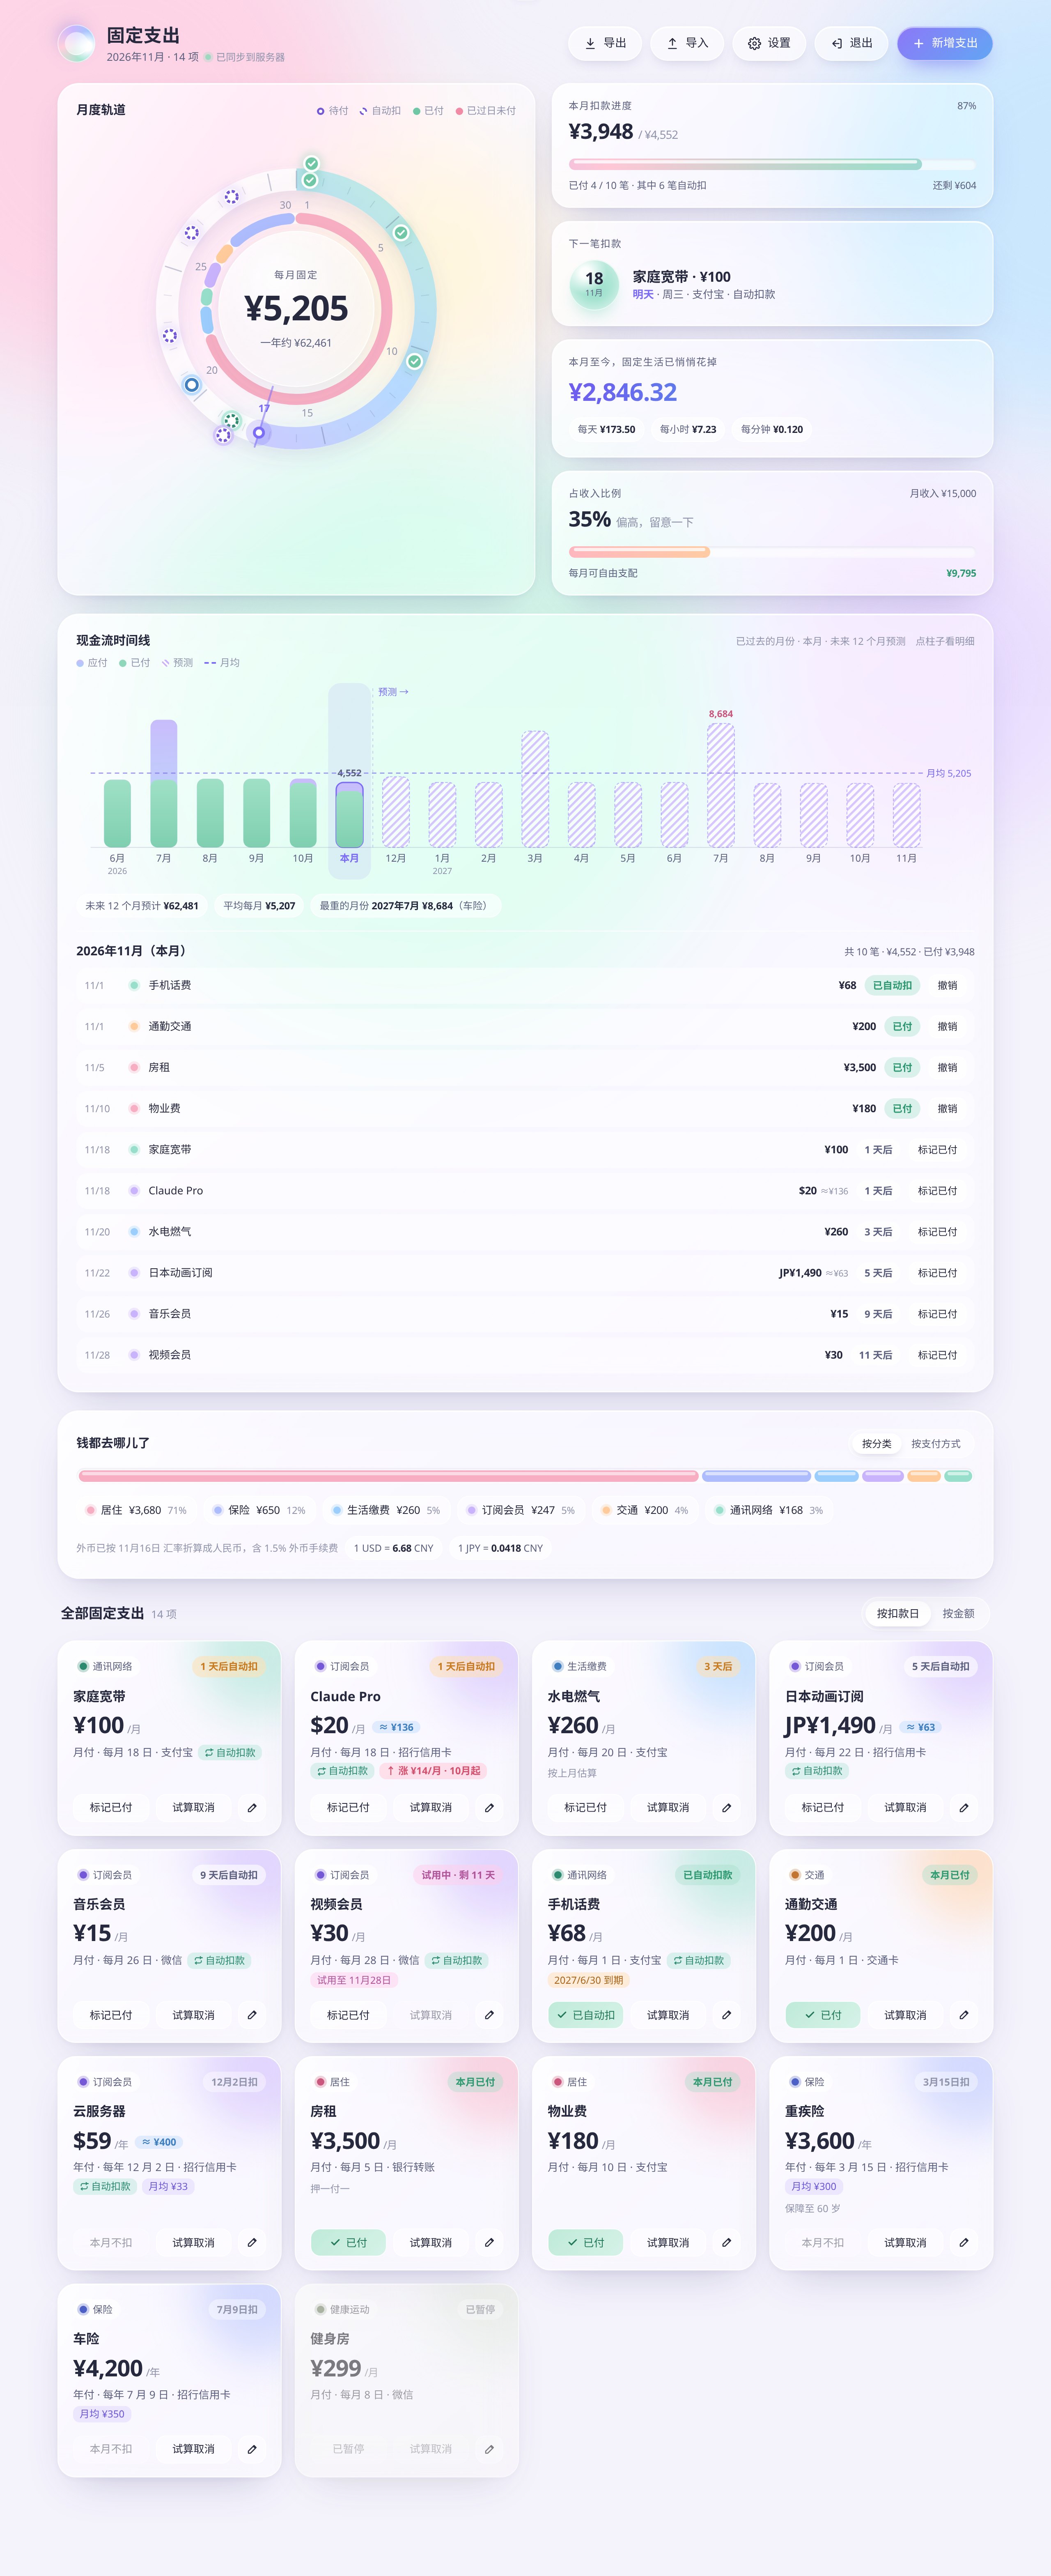 固定支出
2026年11月 · 14 项 已同步到服务器
导出
导入
设置
退出
新增支出
月度轨道
待付 自动扣 已付 已过日未付
30 1
5
10
15
17
20
25
每月固定
¥5,205
一年约 ¥62,461
本月扣款进度 87%
¥3,948 / ¥4,552
已付 4 / 10 笔 · 其中 6 笔自动扣 还剩 ¥604
下一笔扣款
18
11月
家庭宽带 · ¥100
明天 · 周三 · 支付宝 · 自动扣款
本月至今，固定生活已悄悄花掉
¥2,846.32
每天 ¥173.50 每小时 ¥7.23 每分钟 ¥0.120
占收入比例 月收入 ¥15,000
35% 偏高，留意一下
每月可自由支配 ¥9,795
现金流时间线 已过去的月份 · 本月 · 未来 12 个月预测 点柱子看明细
应付 已付 预测 月均
预测 →
8,684
4,552
月均 5,205
6月 7月 8月 9月 10月 本月 12月 1月 2月 3月 4月 5月 6月 7月 8月 9月 10月 11月
2026 2027
未来 12 个月预计 ¥62,481 平均每月 ¥5,207 最重的月份 2027年7月 ¥8,684（车险）
2026年11月（本月） 共 10 笔 · ¥4,552 · 已付 ¥3,948
11/1 手机话费 ¥68 已自动扣 撤销
11/1 通勤交通 ¥200 已付 撤销
11/5 房租 ¥3,500 已付 撤销
11/10 物业费 ¥180 已付 撤销
11/18 家庭宽带 ¥100 1 天后 标记已付
11/18 Claude Pro $20 ≈¥136 1 天后 标记已付
11/20 水电燃气 ¥260 3 天后 标记已付
11/22 日本动画订阅 JP¥1,490 ≈¥63 5 天后 标记已付
11/26 音乐会员 ¥15 9 天后 标记已付
11/28 视频会员 ¥30 11 天后 标记已付
钱都去哪儿了 按分类 按支付方式
居住 ¥3,680 71% 保险 ¥650 12% 生活缴费 ¥260 5% 订阅会员 ¥247 5% 交通 ¥200 4% 通讯网络 ¥168 3%
外币已按 11月16日 汇率折算成人民币，含 1.5% 外币手续费 1 USD = 6.68 CNY 1 JPY = 0.0418 CNY
全部固定支出 14 项 按扣款日 按金额
通讯网络 1 天后自动扣
家庭宽带
¥100 /月
月付 · 每月 18 日 · 支付宝 自动扣款
标记已付 试算取消
订阅会员 1 天后自动扣
Claude Pro
$20 /月 ≈ ¥136
月付 · 每月 18 日 · 招行信用卡
自动扣款 ↑ 涨 ¥14/月 · 10月起
标记已付 试算取消
生活缴费 3 天后
水电燃气
¥260 /月
月付 · 每月 20 日 · 支付宝
按上月估算
标记已付 试算取消
订阅会员 5 天后自动扣
日本动画订阅
JP¥1,490 /月 ≈ ¥63
月付 · 每月 22 日 · 招行信用卡
自动扣款
标记已付 试算取消
订阅会员 9 天后自动扣
音乐会员
¥15 /月
月付 · 每月 26 日 · 微信 自动扣款
标记已付 试算取消
订阅会员 试用中 · 剩 11 天
视频会员
¥30 /月
月付 · 每月 28 日 · 微信 自动扣款
试用至 11月28日
标记已付 试算取消
通讯网络 已自动扣款
手机话费
¥68 /月
月付 · 每月 1 日 · 支付宝 自动扣款
2027/6/30 到期
已自动扣 试算取消
交通 本月已付
通勤交通
¥200 /月
月付 · 每月 1 日 · 交通卡
已付 试算取消
订阅会员 12月2日扣
云服务器
$59 /年 ≈ ¥400
年付 · 每年 12 月 2 日 · 招行信用卡
自动扣款 月均 ¥33
本月不扣 试算取消
居住 本月已付
房租
¥3,500 /月
月付 · 每月 5 日 · 银行转账
押一付一
已付 试算取消
居住 本月已付
物业费
¥180 /月
月付 · 每月 10 日 · 支付宝
已付 试算取消
保险 3月15日扣
重疾险
¥3,600 /年
年付 · 每年 3 月 15 日 · 招行信用卡
月均 ¥300
保障至 60 岁
本月不扣 试算取消
保险 7月9日扣
车险
¥4,200 /年
年付 · 每年 7 月 9 日 · 招行信用卡
月均 ¥350
本月不扣 试算取消
健康运动 已暂停
健身房
¥299 /月
月付 · 每月 8 日 · 微信
已暂停 试算取消